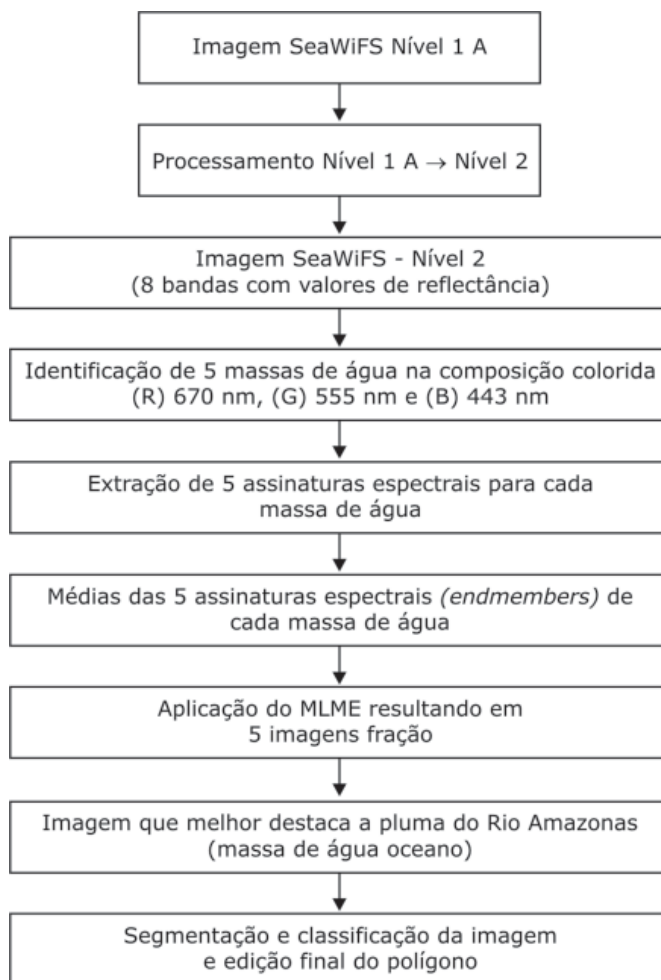 Imagem SeaWiFS Nível 1 A
Processamento Nível 1 A → Nível 2
Imagem SeaWiFS - Nível 2
(8 bandas com valores de reflectância)
Identificação de 5 massas de água na composição colorida
(R) 670 nm, (G) 555 nm e (B) 443 nm
Extração de 5 assinaturas espectrais para cada
massa de água
Médias das 5 assinaturas espectrais (endmembers) de
cada massa de água
Aplicação do MLME resultando em
5 imagens fração
Imagem que melhor destaca a pluma do Rio Amazonas
(massa de água oceano)
Segmentação e classificação da imagem
e edição final do polígono